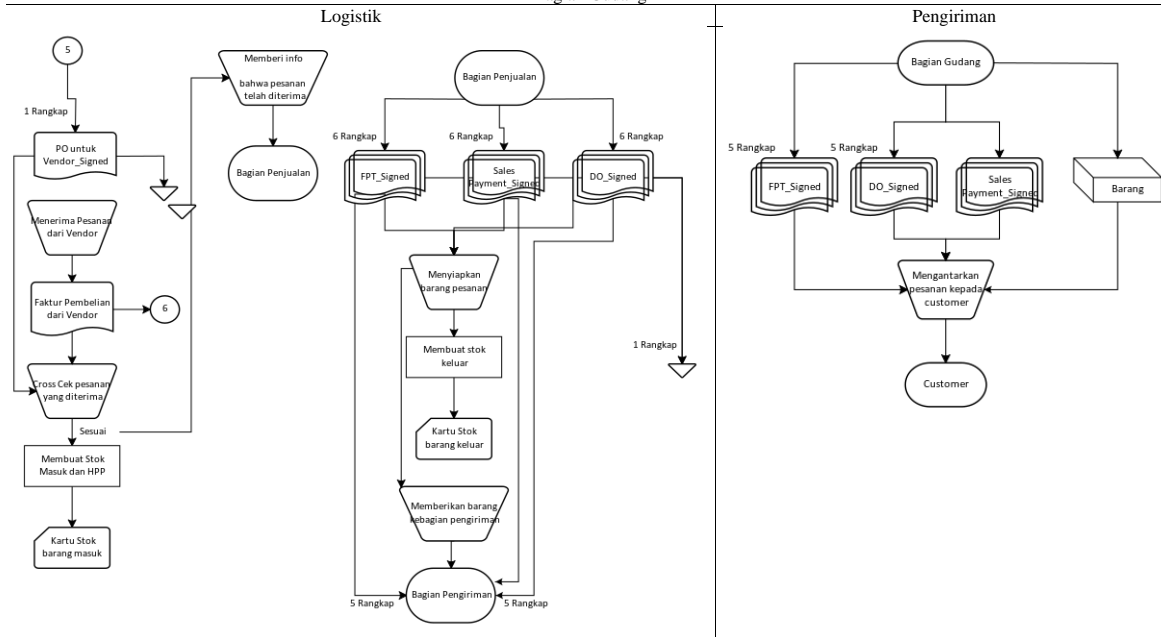 Logistik
Pengiriman
5
1 Rangkap
PO untuk
Vendor_Signed
Menerima Pesanan
dari Vendor
Faktur Pembelian
dari Vendor
6
Cross Cek pesanan
yang diterima
Sesuai
Membuat Stok
Masuk dan HPP
Kartu Stok
barang masuk
Memberi info
bahwa pesanan
telah diterima
Bagian Penjualan
Bagian Penjualan
6 Rangkap
6 Rangkap
6 Rangkap
FPT_Signed
Sales
Payment_Signed
DO_Signed
Menyiapkan
barang pesanan
Membuat stok
keluar
1 Rangkap
Kartu Stok
barang keluar
Memberikan barang
kebagian pengiriman
Bagian Pengiriman
5 Rangkap
5 Rangkap
Bagian Gudang
5 Rangkap
5 Rangkap
FPT_Signed
DO_Signed
Sales
Payment_Signed
Barang
Mengantarkan
pesanan kepada
customer
Customer